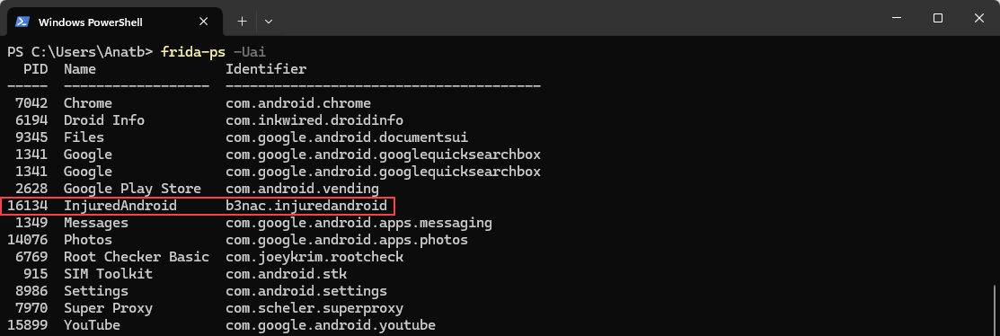 Windows PowerShell
PS C:\Users\Anatb> frida-ps -Uai
  PID  Name                Identifier
-----  ------------------  ---------------------------------------
 7042  Chrome              com.android.chrome
 6194  Droid Info          com.inkwired.droidinfo
 9345  Files               com.google.android.documentsui
 1341  Google              com.google.android.googlequicksearchbox
 1341  Google              com.google.android.googlequicksearchbox
 2628  Google Play Store   com.android.vending
16134  InjuredAndroid      b3nac.injuredandroid
 1349  Messages            com.google.android.apps.messaging
14076  Photos              com.google.android.apps.photos
 6769  Root Checker Basic  com.joeykrim.rootcheck
  915  SIM Toolkit         com.android.stk
 8986  Settings            com.android.settings
 7970  Super Proxy         com.scheler.superproxy
15899  YouTube             com.google.android.youtube